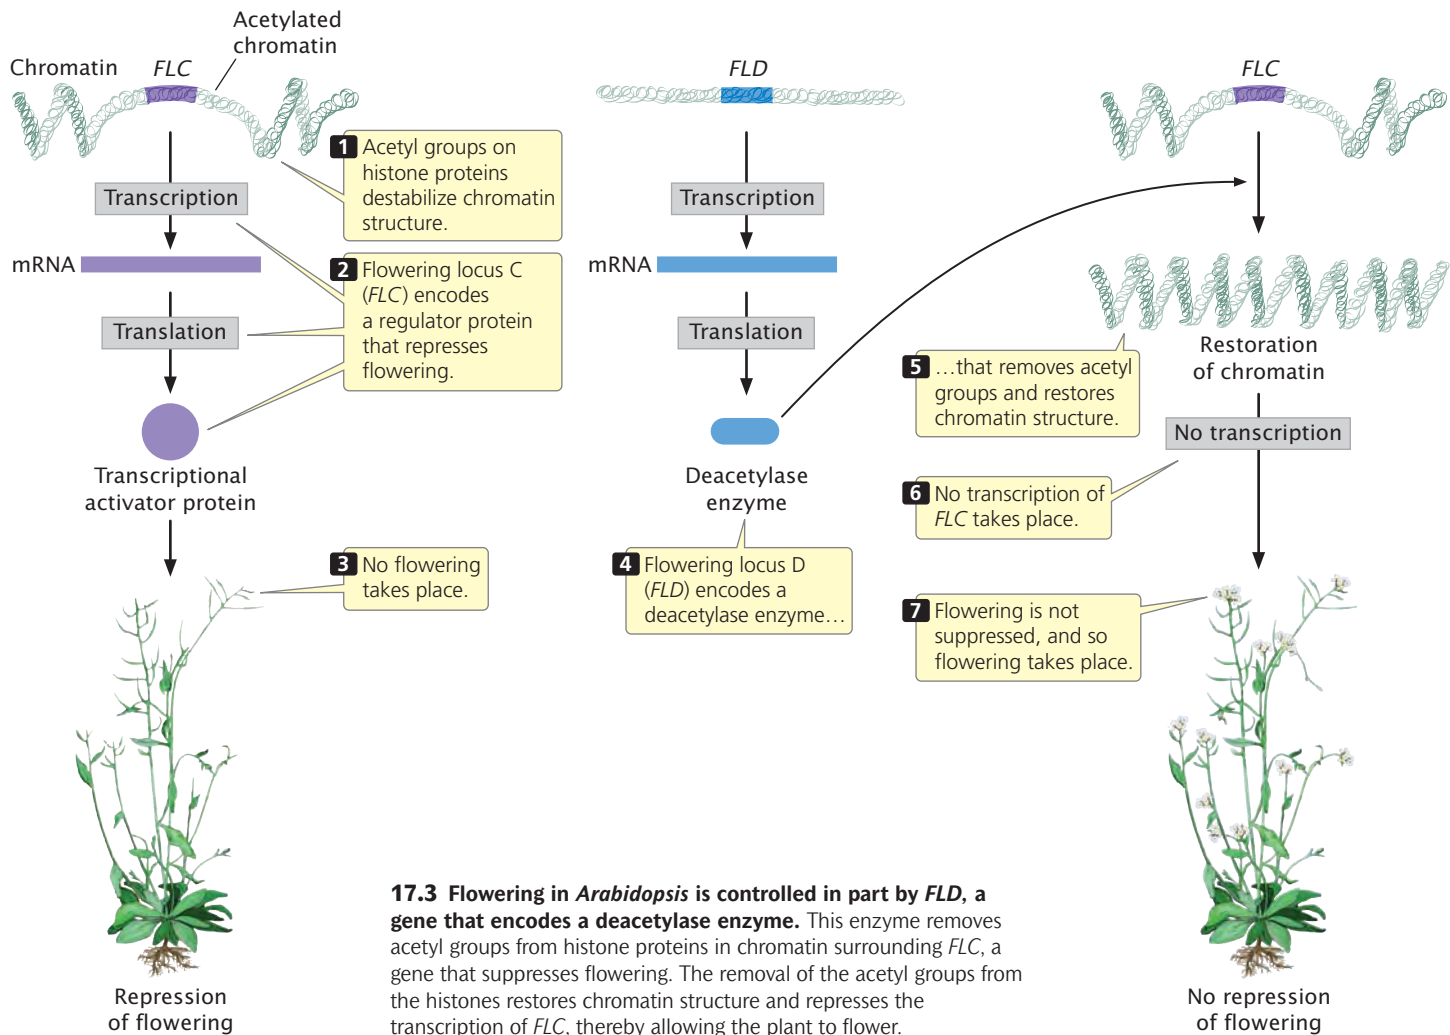 Acetylated
chromatin
Chromatin
FLC
1 Acetyl groups on
histone proteins
destabilize chromatin
structure.
Transcription
mRNA
2 Flowering locus C
(FLC) encodes
a regulator protein
that represses
flowering.
Translation
Transcriptional
activator protein
3 No flowering
takes place.
Repression
of flowering
FLD
Transcription
mRNA
Translation
Deacetylase
enzyme
4 Flowering locus D
(FLD) encodes a
deacetylase enzyme…
FLC
5 …that removes acetyl
groups and restores
chromatin structure.
Restoration
of chromatin
No transcription
6 No transcription of
FLC takes place.
7 Flowering is not
suppressed, and so
flowering takes place.
No repression
of flowering
17.3 Flowering in Arabidopsis is controlled in part by FLD, a
gene that encodes a deacetylase enzyme. This enzyme removes
acetyl groups from histone proteins in chromatin surrounding FLC, a
gene that suppresses flowering. The removal of the acetyl groups from
the histones restores chromatin structure and represses the
transcription of FLC, thereby allowing the plant to flower.